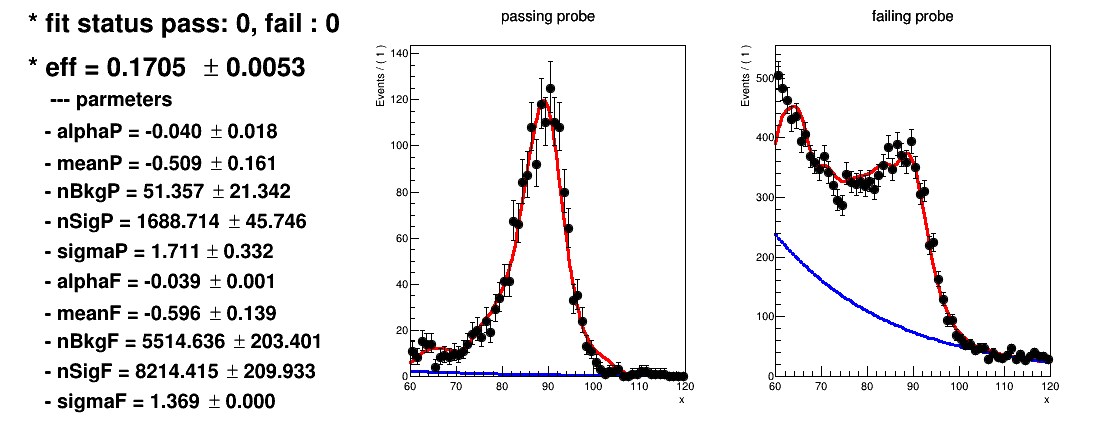 * fit status pass: 0, fail : 0
* eff = 0.1705 ± 0.0053
--- parmeters
- alphaP = -0.040 ± 0.018
- meanP = -0.509 ± 0.161
- nBkgP = 51.357 ± 21.342
- nSigP = 1688.714 ± 45.746
- sigmaP = 1.711 ± 0.332
- alphaF = -0.039 ± 0.001
- meanF = -0.596 ± 0.139
- nBkgF = 5514.636 ± 203.401
- nSigF = 8214.415 ± 209.933
- sigmaF = 1.369 ± 0.000
passing probe
Events / ( 1 )
140
120
100
80
60
40
20
0
60 70 80 90 100 110 120
x
failing probe
Events / ( 1 )
500
400
300
200
100
0
60 70 80 90 100 110 120
x